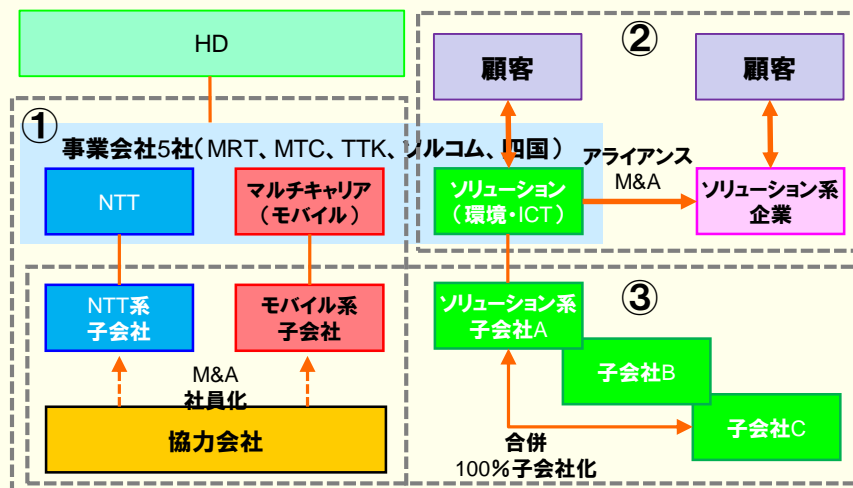 HD
①
事業会社5社(MRT、MTC、TTK、ソルコム、四国)
NTT
マルチキャリア
(モバイル)
NTT系
子会社
モバイル系
子会社
M&A
社員化
協力会社
②
顧客
顧客
ソリューション
(環境・ICT)
アライアンス
M&A
ソリューション系
企業
③
ソリューション系
子会社A
子会社B
子会社C
合併
100%子会社化